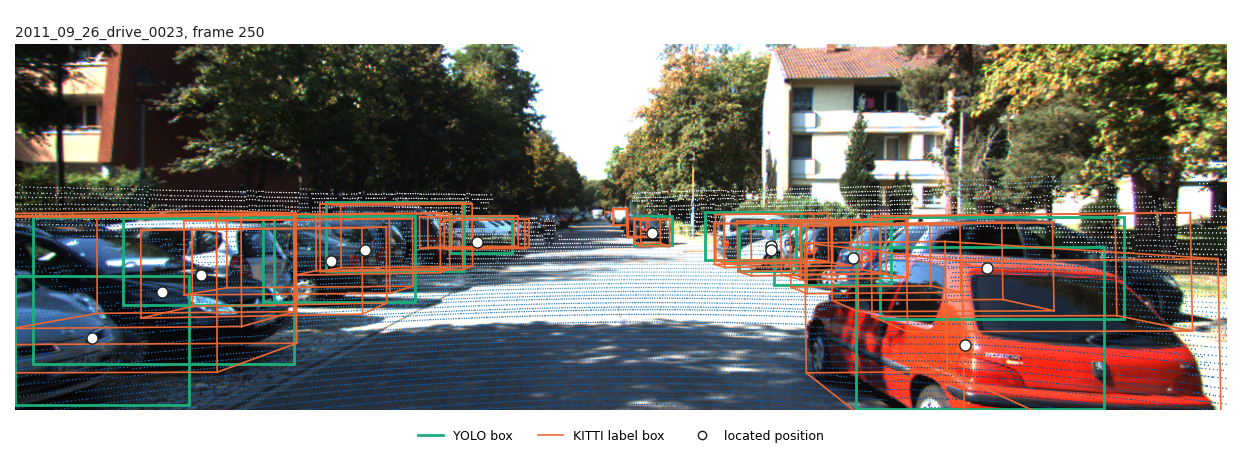 2011_09_26_drive_0023, frame 250
YOLO box
KITTI label box
located position